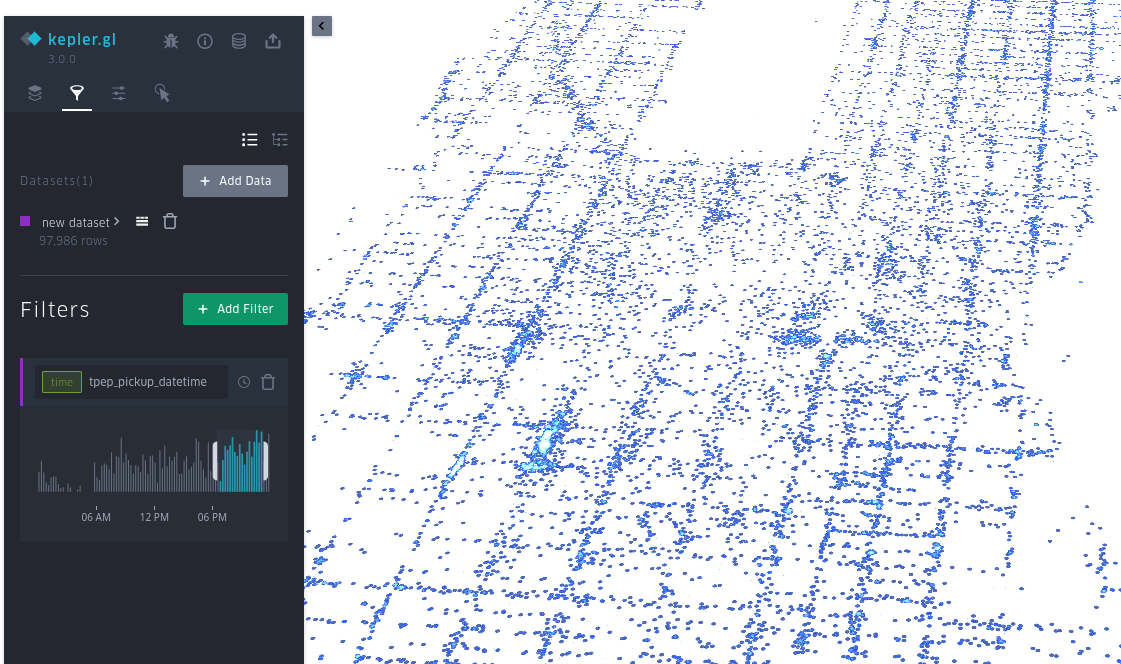 kepler.gl
3.0.0
Datasets(1)
+ Add Data
new dataset
97,986 rows
Filters
+ Add Filter
time tpep_pickup_datetime
06 AM 12 PM 06 PM